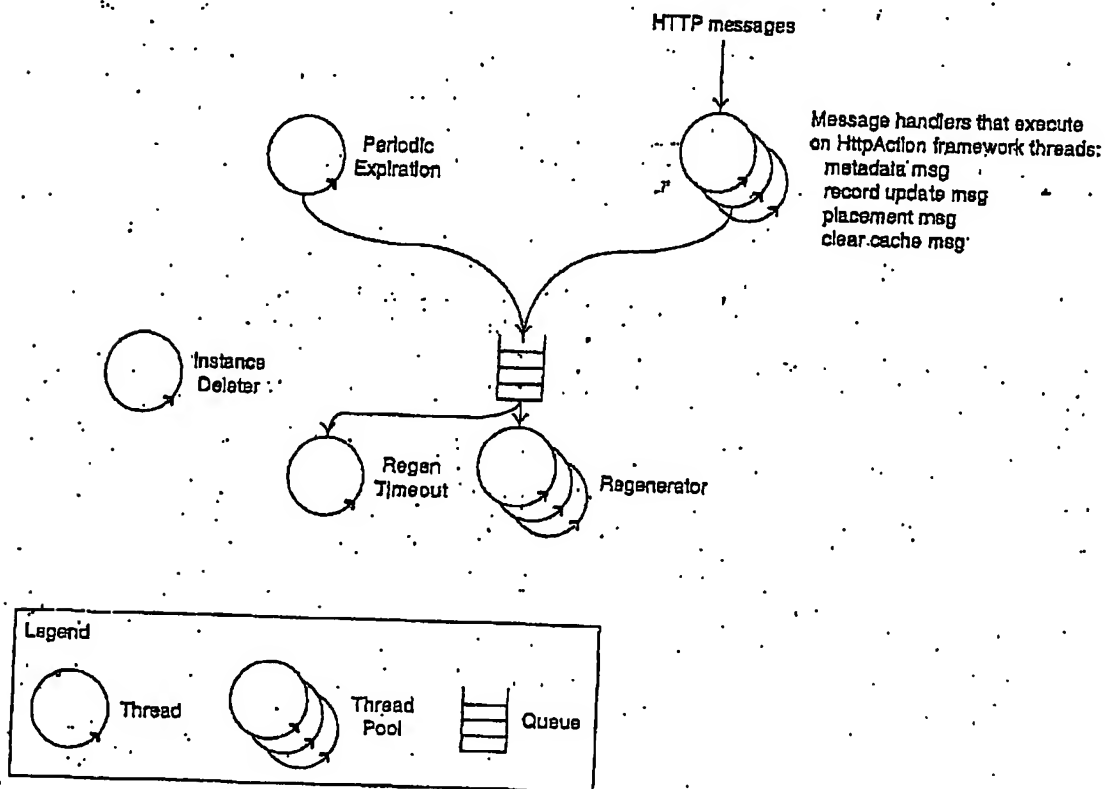 HTTP messages
Periodic
Expiration
Message handlers that execute
on HttpAction framework threads:
metadata msg
record update msg
placement msg
clear cache msg
Instance
Deleter
Regen
Timeout
Regenerator
Legend
Thread
Thread
Pool
Queue